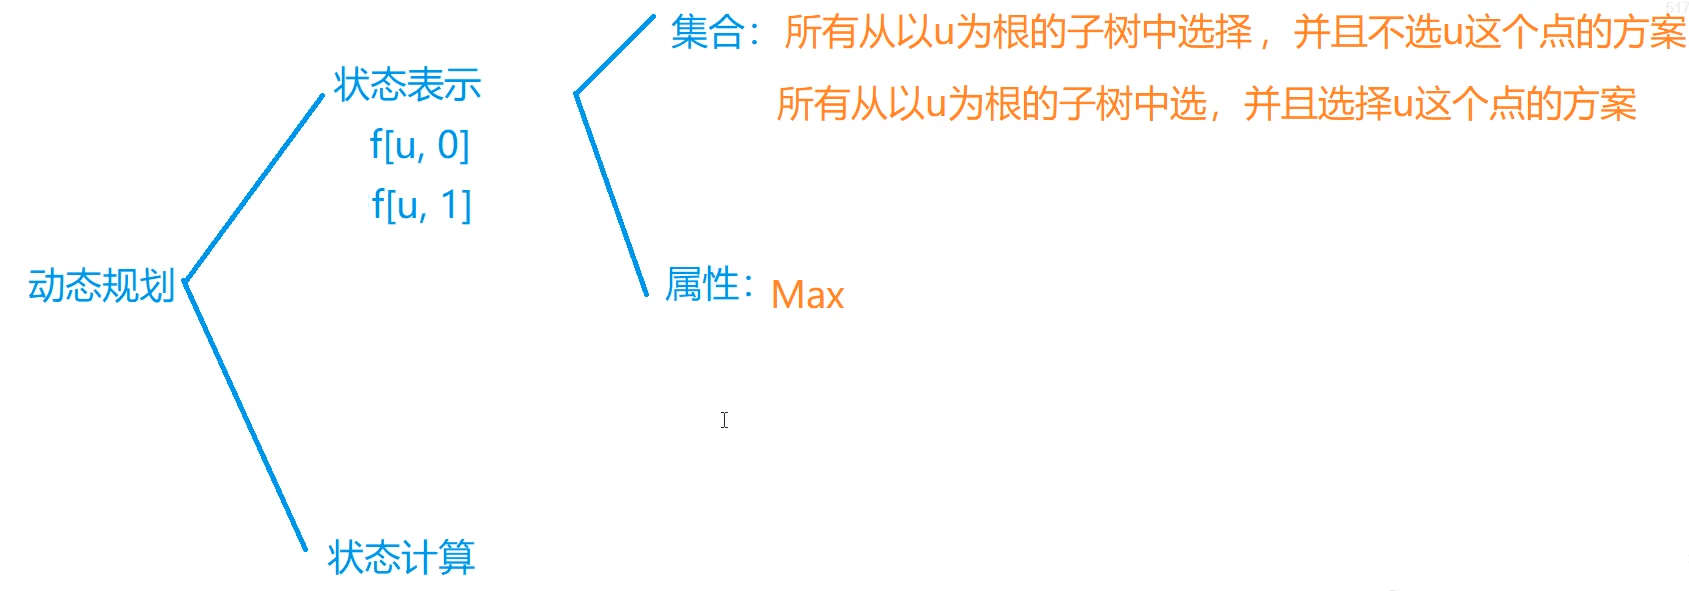 集合：所有从以u为根的子树中选择，并且不选u这个点的方案
状态表示
所有从以u为根的子树中选，并且选择u这个点的方案
f[u, 0]
f[u, 1]
动态规划
属性：Max
状态计算
517